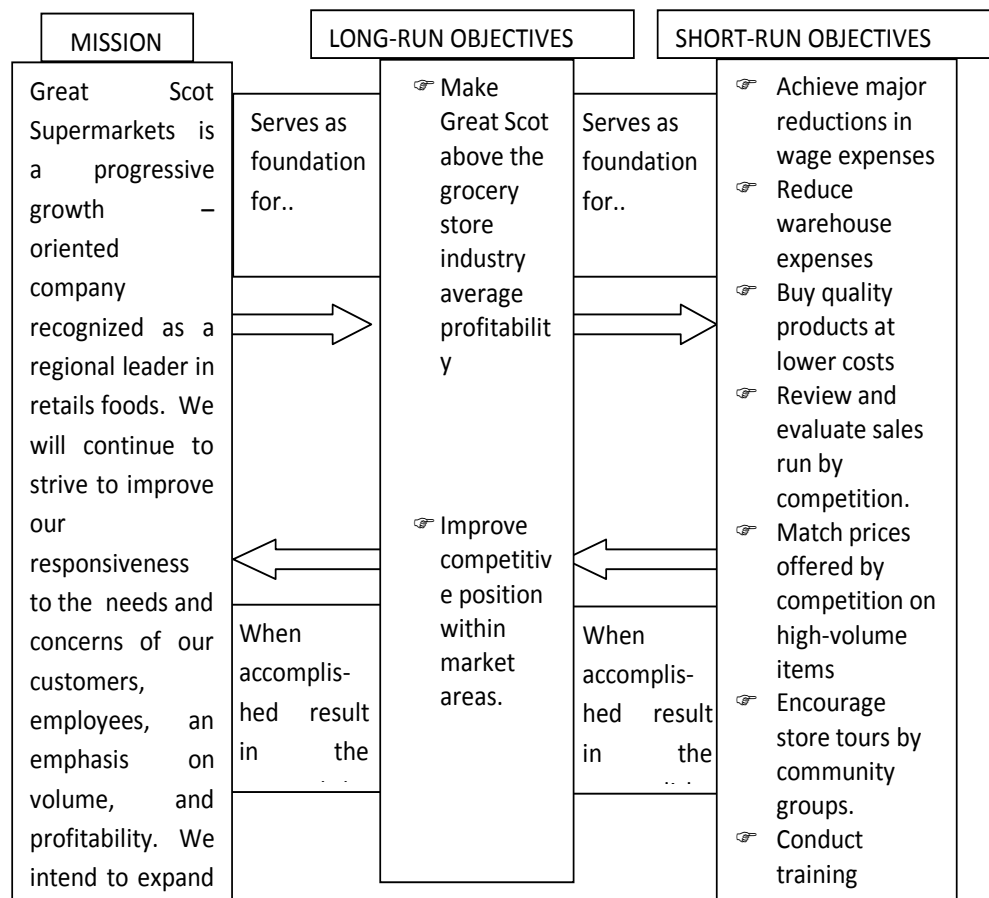 MISSION
Great Scot
Supermarkets is
a progressive
growth –
oriented
company
recognized as a
regional leader in
retails foods. We
will continue to
strive to improve
our
responsiveness
to the needs and
concerns of our
customers,
employees, an
emphasis on
volume, and
profitability. We
intend to expand
Serves as
foundation
for..
When
accomplis-
hed result
in the
LONG-RUN OBJECTIVES
☞ Make
Great Scot
above the
grocery
store
industry
average
profitabilit
y
☞ Improve
competitiv
e position
within
market
areas.
Serves as
foundation
for..
When
accomplis-
hed result
in the
SHORT-RUN OBJECTIVES
☞ Achieve major
reductions in
wage expenses
☞ Reduce
warehouse
expenses
☞ Buy quality
products at
lower costs
☞ Review and
evaluate sales
run by
competition.
☞ Match prices
offered by
competition on
high-volume
items
☞ Encourage
store tours by
community
groups.
☞ Conduct
training